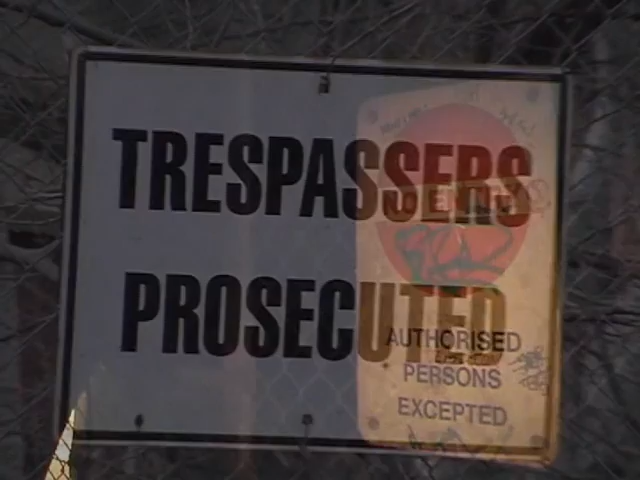 TRESPASSERS
PROSECUTED
AUTHORISED
PERSONS
EXCEPTED